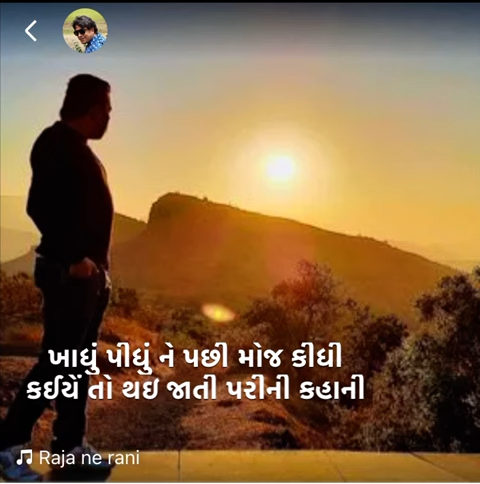 ખાધું પીધું ને પછી મોજ કીધી
કઈયેં તો થઇ જાતી પરીની કહાની
Raja ne rani